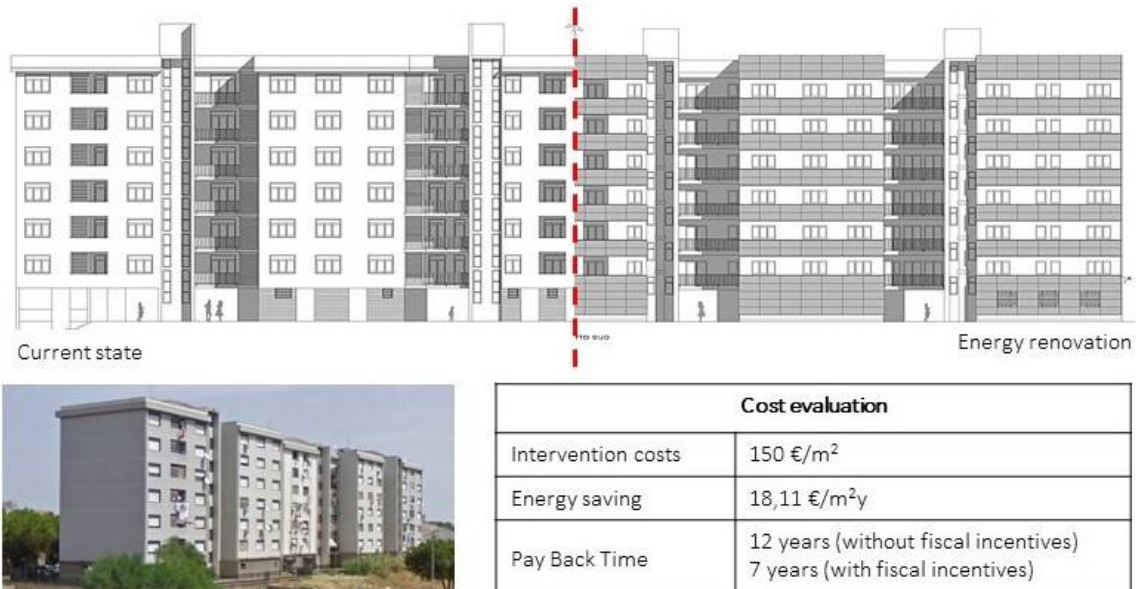 Current state
Energy renovation
Cost evaluation
Intervention costs
150 €/m²
Energy saving
18,11 €/m²y
Pay Back Time
12 years (without fiscal incentives)
7 years (with fiscal incentives)